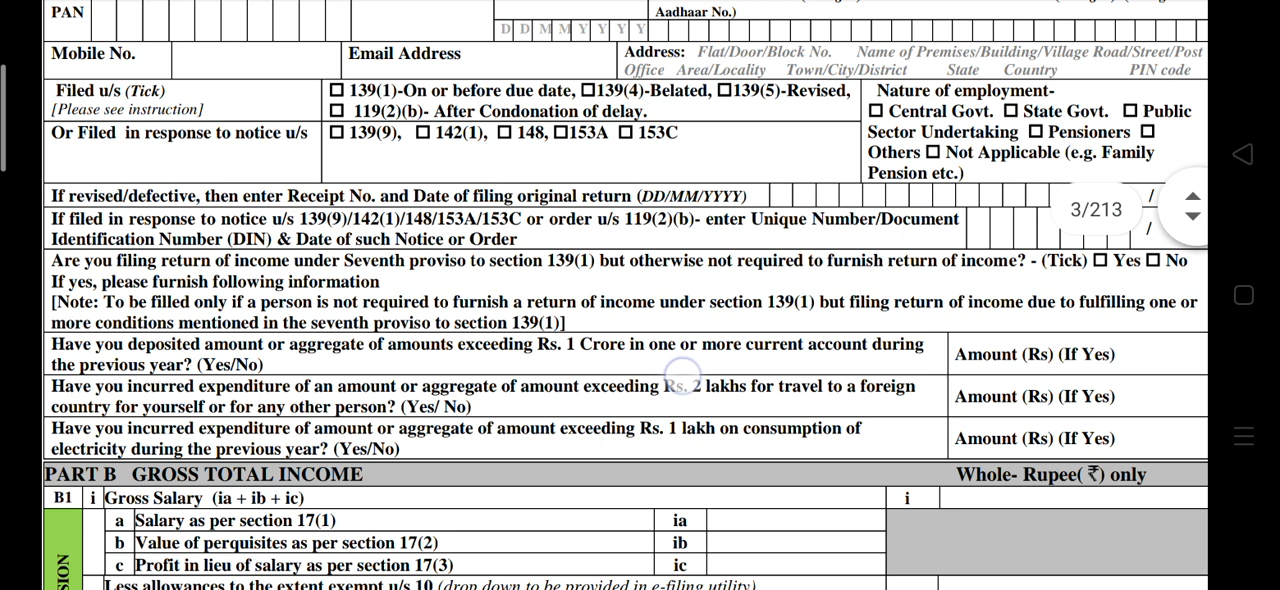 PAN
Aadhaar No.)
D D M M Y Y Y Y
Mobile No.
Email Address
Address: Flat/Door/Block No. Name of Premises/Building/Village Road/Street/Post
Office Area/Locality Town/City/District State Country PIN code
Filed u/s (Tick)
[Please see instruction]
☐ 139(1)-On or before due date, ☐139(4)-Belated, ☐139(5)-Revised,
☐ 119(2)(b)- After Condonation of delay.
Or Filed in response to notice u/s
☐ 139(9), ☐ 142(1), ☐ 148, ☐153A ☐ 153C
Nature of employment-
☐ Central Govt. ☐ State Govt. ☐ Public
Sector Undertaking ☐ Pensioners ☐
Others ☐ Not Applicable (e.g. Family
Pension etc.)
If revised/defective, then enter Receipt No. and Date of filing original return (DD/MM/YYYY)
/
3/213
If filed in response to notice u/s 139(9)/142(1)/148/153A/153C or order u/s 119(2)(b)- enter Unique Number/Document
Identification Number (DIN) & Date of such Notice or Order
/
Are you filing return of income under Seventh proviso to section 139(1) but otherwise not required to furnish return of income? - (Tick) ☐ Yes ☐ No
If yes, please furnish following information
[Note: To be filled only if a person is not required to furnish a return of income under section 139(1) but filing return of income due to fulfilling one or
more conditions mentioned in the seventh proviso to section 139(1)]
Have you deposited amount or aggregate of amounts exceeding Rs. 1 Crore in one or more current account during
the previous year? (Yes/No)
Amount (Rs) (If Yes)
Have you incurred expenditure of an amount or aggregate of amount exceeding Rs. 2 lakhs for travel to a foreign
country for yourself or for any other person? (Yes/ No)
Amount (Rs) (If Yes)
Have you incurred expenditure of amount or aggregate of amount exceeding Rs. 1 lakh on consumption of
electricity during the previous year? (Yes/No)
Amount (Rs) (If Yes)
PART B GROSS TOTAL INCOME Whole- Rupee(₹) only
B1 i Gross Salary (ia + ib + ic) i
a Salary as per section 17(1) ia
b Value of perquisites as per section 17(2) ib
c Profit in lieu of salary as per section 17(3) ic
Less allowances to the extent exempt u/s 10 (drop down to be provided in e-filing utility)
SION